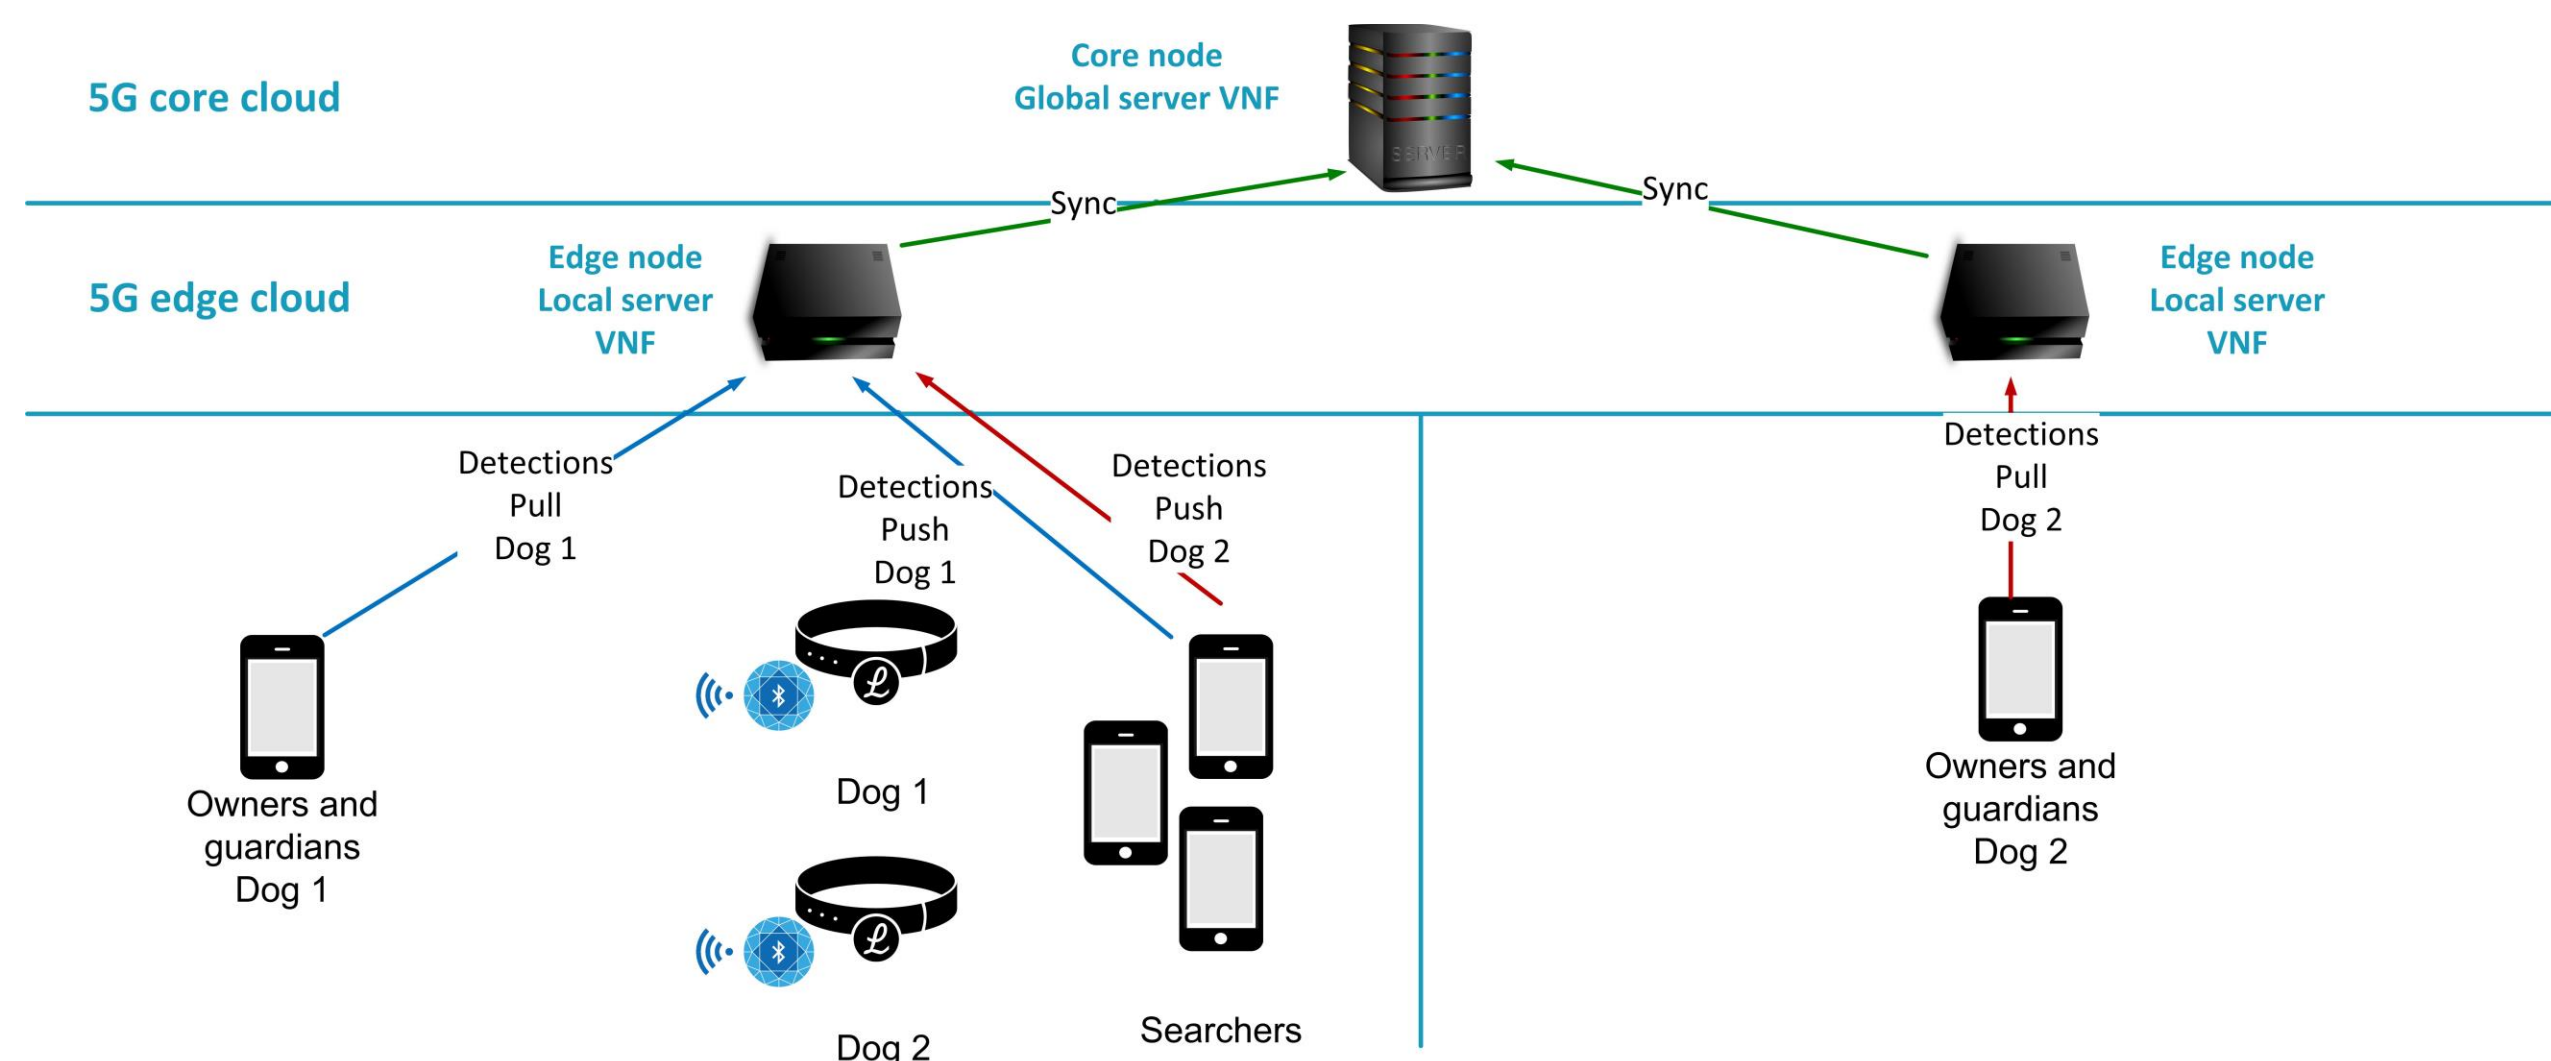 Core node
Global server VNF
5G core cloud
SERVER
Sync
Sync
Edge node
Local server
VNF
5G edge cloud
Edge node
Local server
VNF
Detections
Pull
Dog 1
Detections
Push
Dog 1
Detections
Push
Dog 2
Detections
Pull
Dog 2
Owners and
guardians
Dog 1
ℒ
Dog 1
ℒ
Dog 2
Searchers
Owners and
guardians
Dog 2